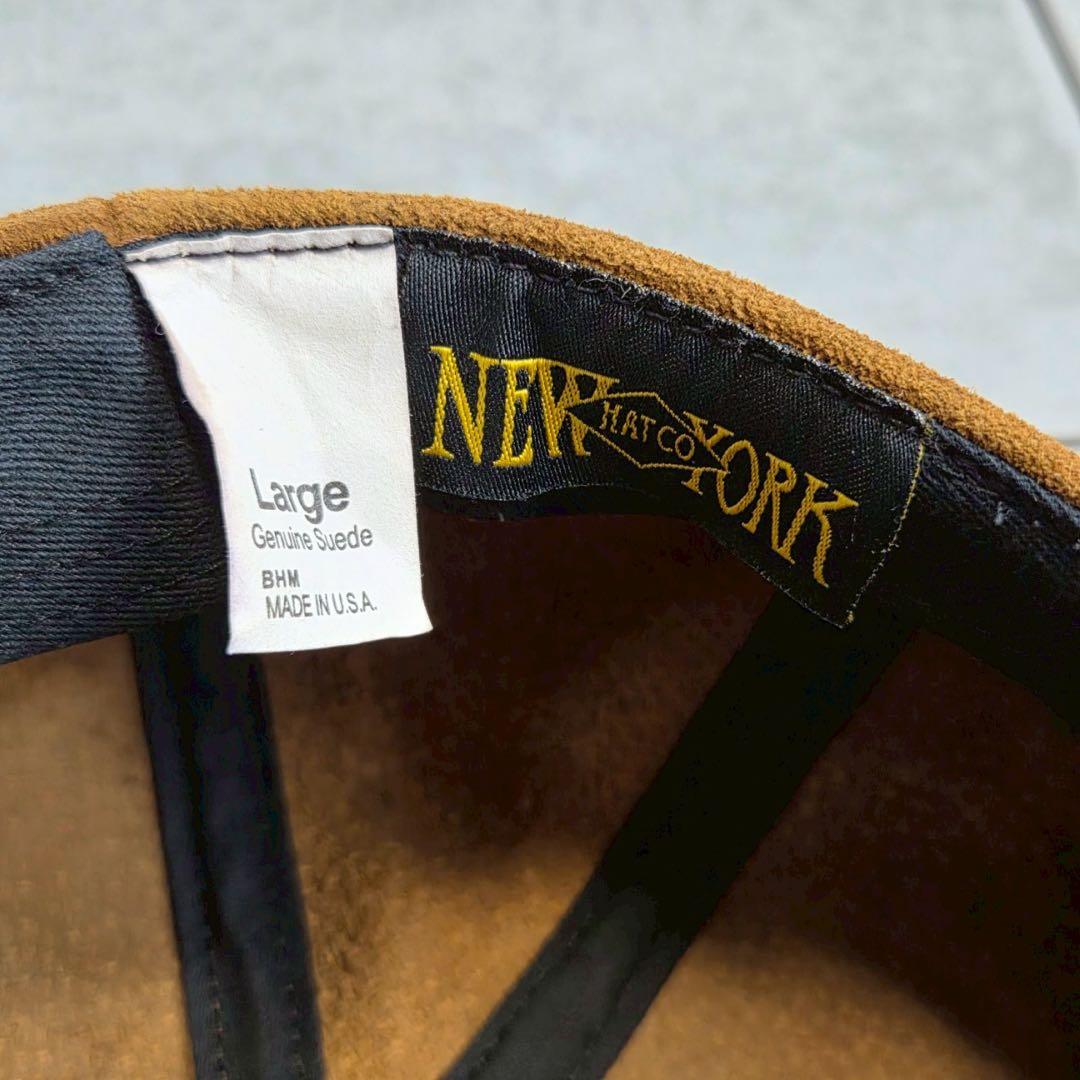 Large
Genuine Suede
BHM
MADE IN U.S.A.
NEW YORK
HAT CO